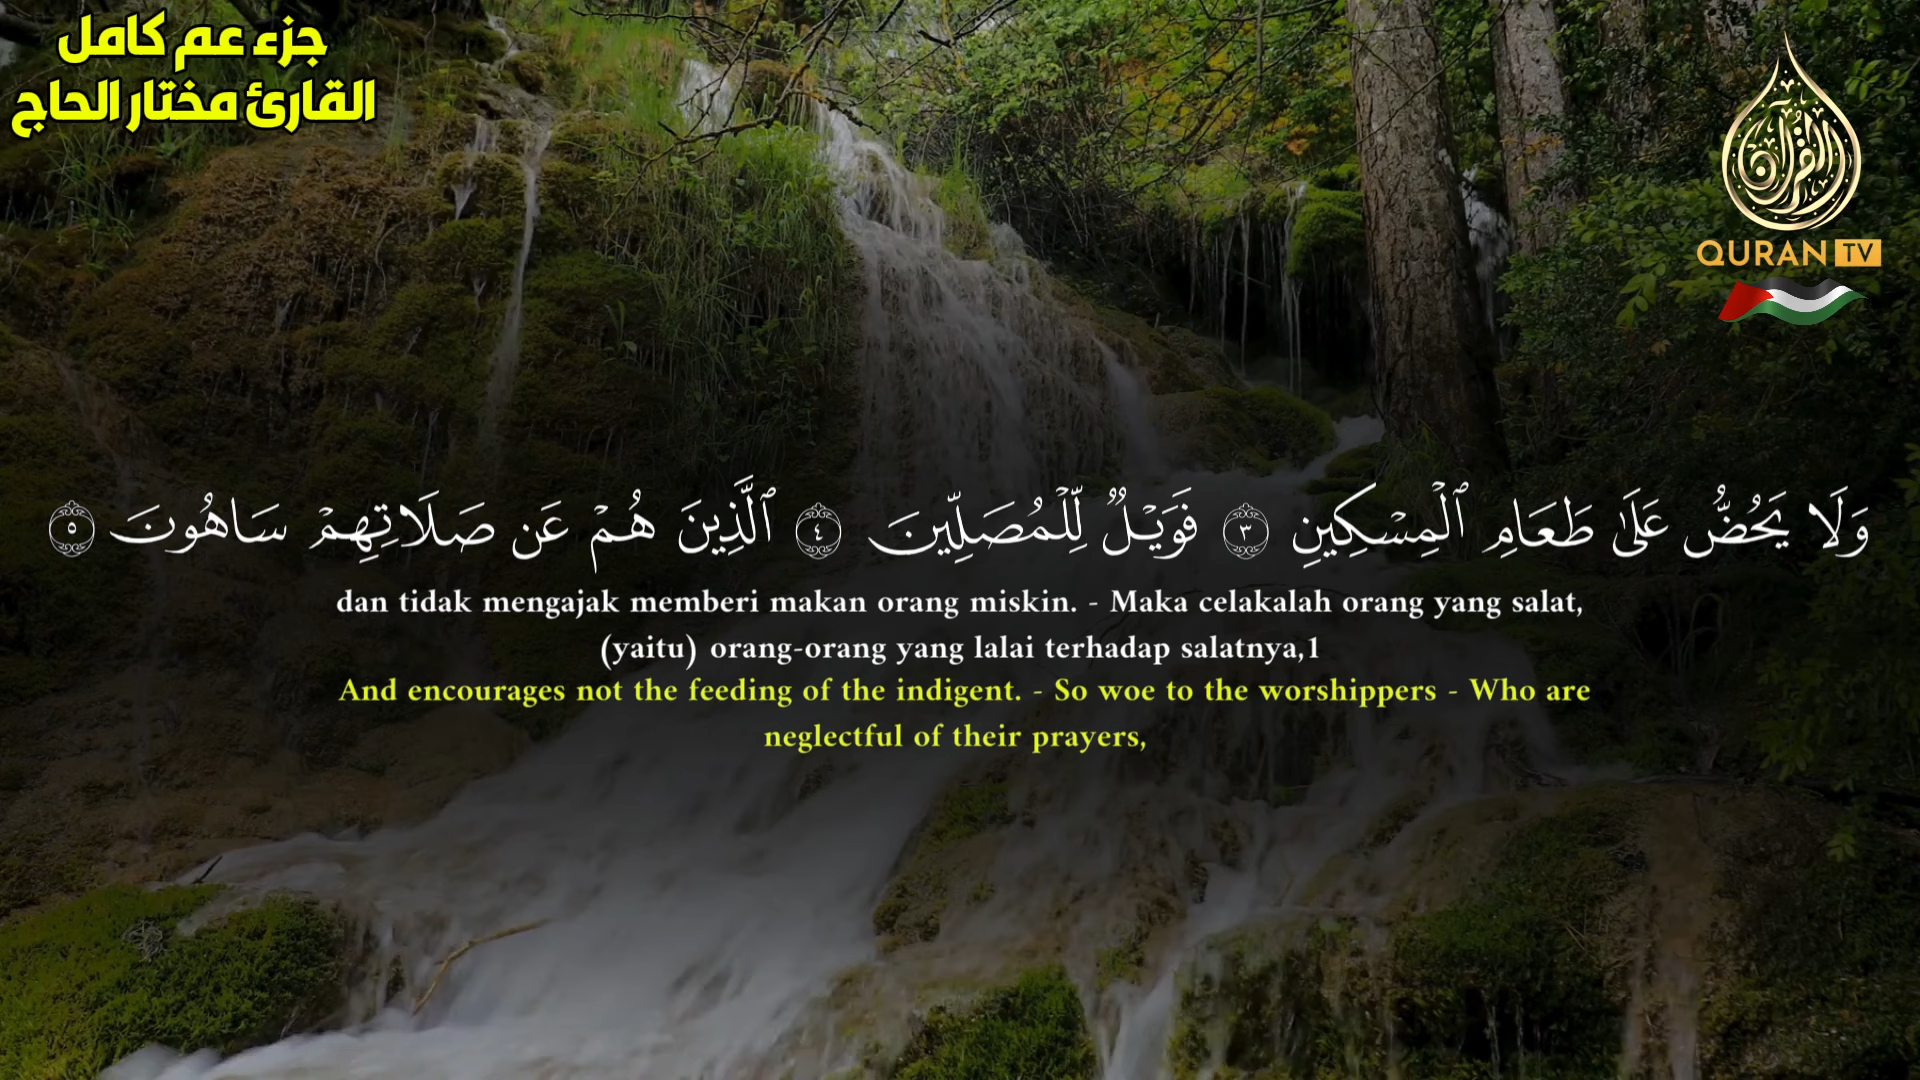 جزء عم كامل
القارئ مختار الحاج
القرآن
QURAN TV
وَلَا يَحُضُّ عَلَىٰ طَعَامِ ٱلْمِسْكِينِ ٣ فَوَيْلٌ لِّلْمُصَلِّينَ ٤ ٱلَّذِينَ هُمْ عَن صَلَاتِهِمْ سَاهُونَ ٥
dan tidak mengajak memberi makan orang miskin. - Maka celakalah orang yang salat,
(yaitu) orang-orang yang lalai terhadap salatnya,1
And encourages not the feeding of the indigent. - So woe to the worshippers - Who are
neglectful of their prayers,